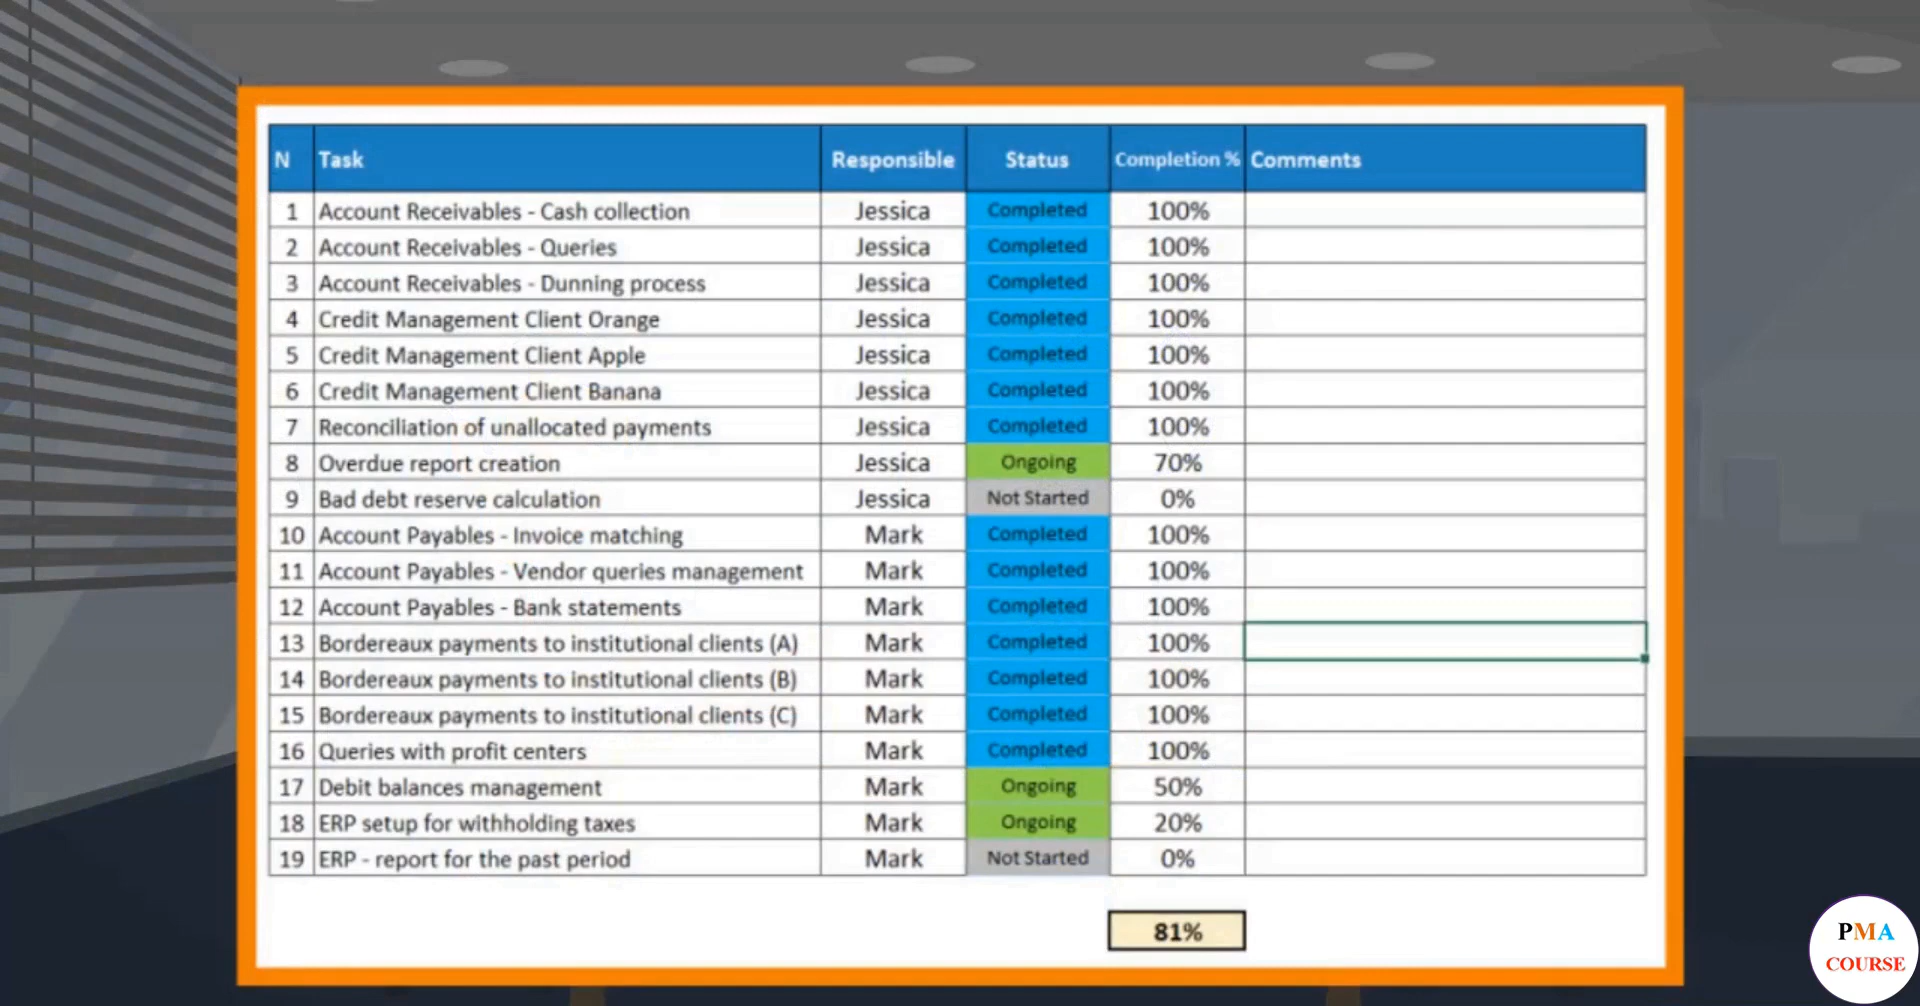 N Task Responsible Status Completion % Comments
1 Account Receivables - Cash collection Jessica Completed 100%
2 Account Receivables - Queries Jessica Completed 100%
3 Account Receivables - Dunning process Jessica Completed 100%
4 Credit Management Client Orange Jessica Completed 100%
5 Credit Management Client Apple Jessica Completed 100%
6 Credit Management Client Banana Jessica Completed 100%
7 Reconciliation of unallocated payments Jessica Completed 100%
8 Overdue report creation Jessica Ongoing 70%
9 Bad debt reserve calculation Jessica Not Started 0%
10 Account Payables - Invoice matching Mark Completed 100%
11 Account Payables - Vendor queries management Mark Completed 100%
12 Account Payables - Bank statements Mark Completed 100%
13 Bordereaux payments to institutional clients (A) Mark Completed 100%
14 Bordereaux payments to institutional clients (B) Mark Completed 100%
15 Bordereaux payments to institutional clients (C) Mark Completed 100%
16 Queries with profit centers Mark Completed 100%
17 Debit balances management Mark Ongoing 50%
18 ERP setup for withholding taxes Mark Ongoing 20%
19 ERP - report for the past period Mark Not Started 0%
81%
PMA
COURSE